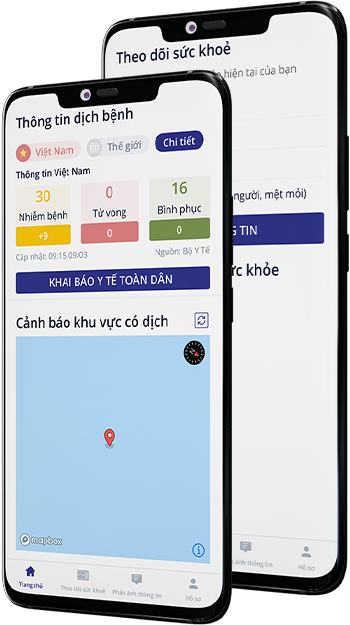 Thông tin dịch bệnh
Việt Nam
Thế giới
Chi tiết
Thông tin Việt Nam
30
0
16
Nhiễm bệnh
Tử vong
Bình phục
+9
0
0
Cập nhật: 09:15 09/03
Nguồn: Bộ Y Tế
KHAI BÁO Y TẾ TOÀN DÂN
Cảnh báo khu vực có dịch
mapbox
i
Trang chủ
Theo dõi sức khoẻ
Phản ánh thông tin
Hồ sơ
Theo dõi sức khoẻ
hiện tại của bạn
người, mệt mỏi)
TIN
khỏe
ánh thông tin
Hồ sơ